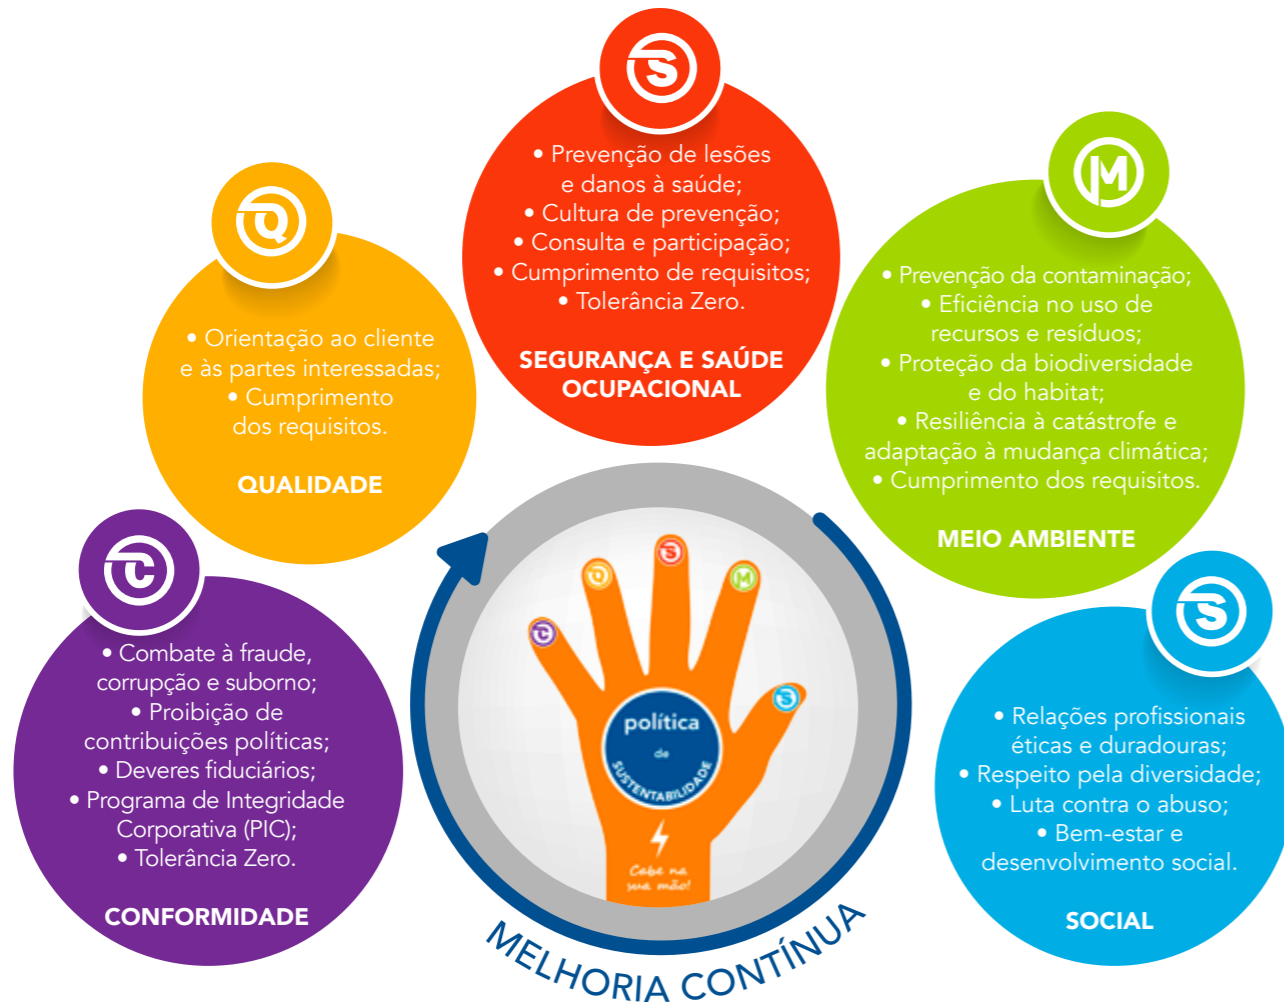 C
• Combate à fraude,
corrupção e suborno;
• Proibição de
contribuições políticas;
• Deveres fiduciários;
• Programa de Integridade
Corporativa (PIC);
• Tolerância Zero.
CONFORMIDADE
Q
• Orientação ao cliente
e às partes interessadas;
• Cumprimento
dos requisitos.
QUALIDADE
S
• Prevenção de lesões
e danos à saúde;
• Cultura de prevenção;
• Consulta e participação;
• Cumprimento de requisitos;
• Tolerância Zero.
SEGURANÇA E SAÚDE
OCUPACIONAL
M
• Prevenção da contaminação;
• Eficiência no uso de
recursos e resíduos;
• Proteção da biodiversidade
e do habitat;
• Resiliência à catástrofe e
adaptação à mudança climática;
• Cumprimento dos requisitos.
MEIO AMBIENTE
S
• Relações profissionais
éticas e duradouras;
• Respeito pela diversidade;
• Luta contra o abuso;
• Bem-estar e
desenvolvimento social.
SOCIAL
C
Q
S
M
S
política
de
SUSTENTABILIDADE
Cabe na
sua mão!
MELHORIA CONTÍNUA